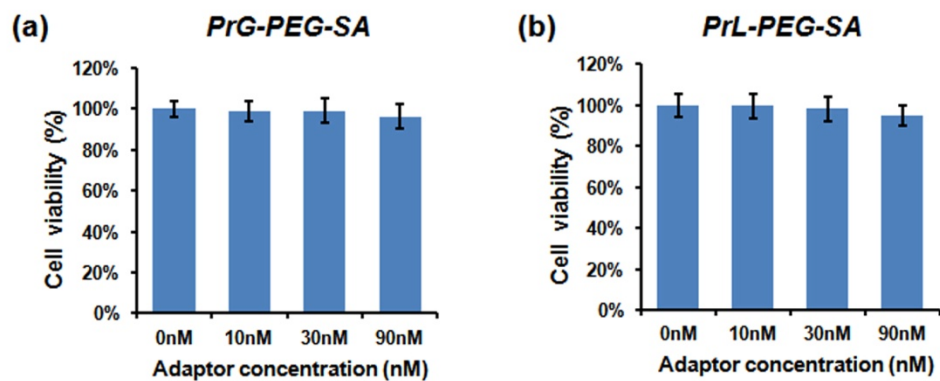 (a) PrG-PEG-SA
120%
100%
80%
60%
40%
20%
0%
Cell viability (%)
0nM 10nM 30nM 90nM
Adaptor concentration (nM)
(b) PrL-PEG-SA
120%
100%
80%
60%
40%
20%
0%
Cell viability (%)
0nM 10nM 30nM 90nM
Adaptor concentration (nM)